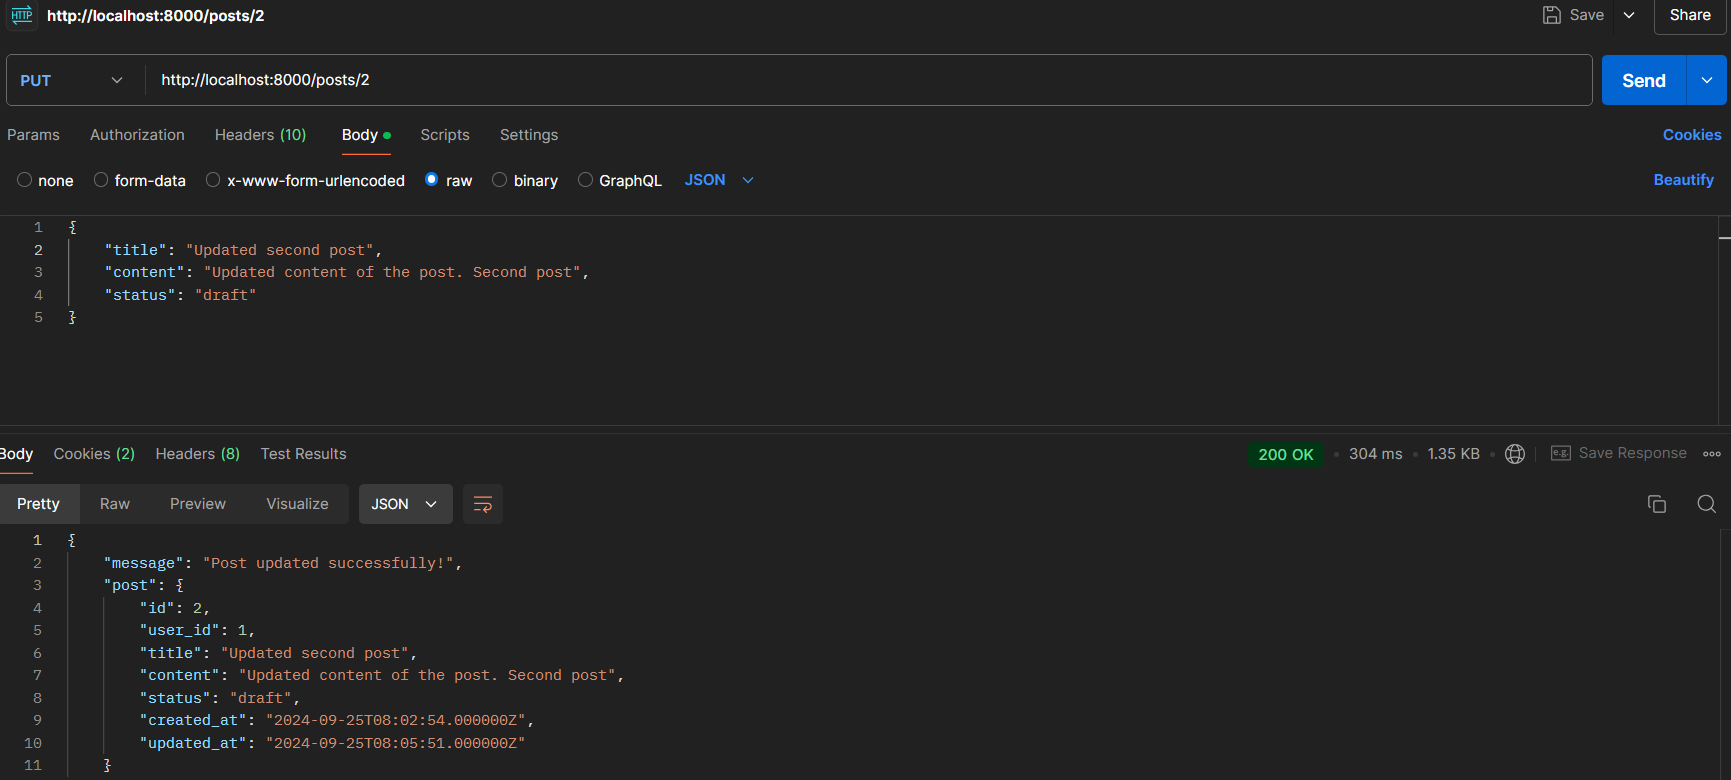 HTTP http://localhost:8000/posts/2 Save Share
PUT http://localhost:8000/posts/2 Send
Params Authorization Headers (10) Body Scripts Settings Cookies
none form-data x-www-form-urlencoded raw binary GraphQL JSON Beautify
1 {
2 "title": "Updated second post",
3 "content": "Updated content of the post. Second post",
4 "status": "draft"
5 }
Body Cookies (2) Headers (8) Test Results 200 OK 304 ms 1.35 KB e.g. Save Response
Pretty Raw Preview Visualize JSON
1 {
2 "message": "Post updated successfully!",
3 "post": {
4 "id": 2,
5 "user_id": 1,
6 "title": "Updated second post",
7 "content": "Updated content of the post. Second post",
8 "status": "draft",
9 "created_at": "2024-09-25T08:02:54.000000Z",
10 "updated_at": "2024-09-25T08:05:51.000000Z"
11 }